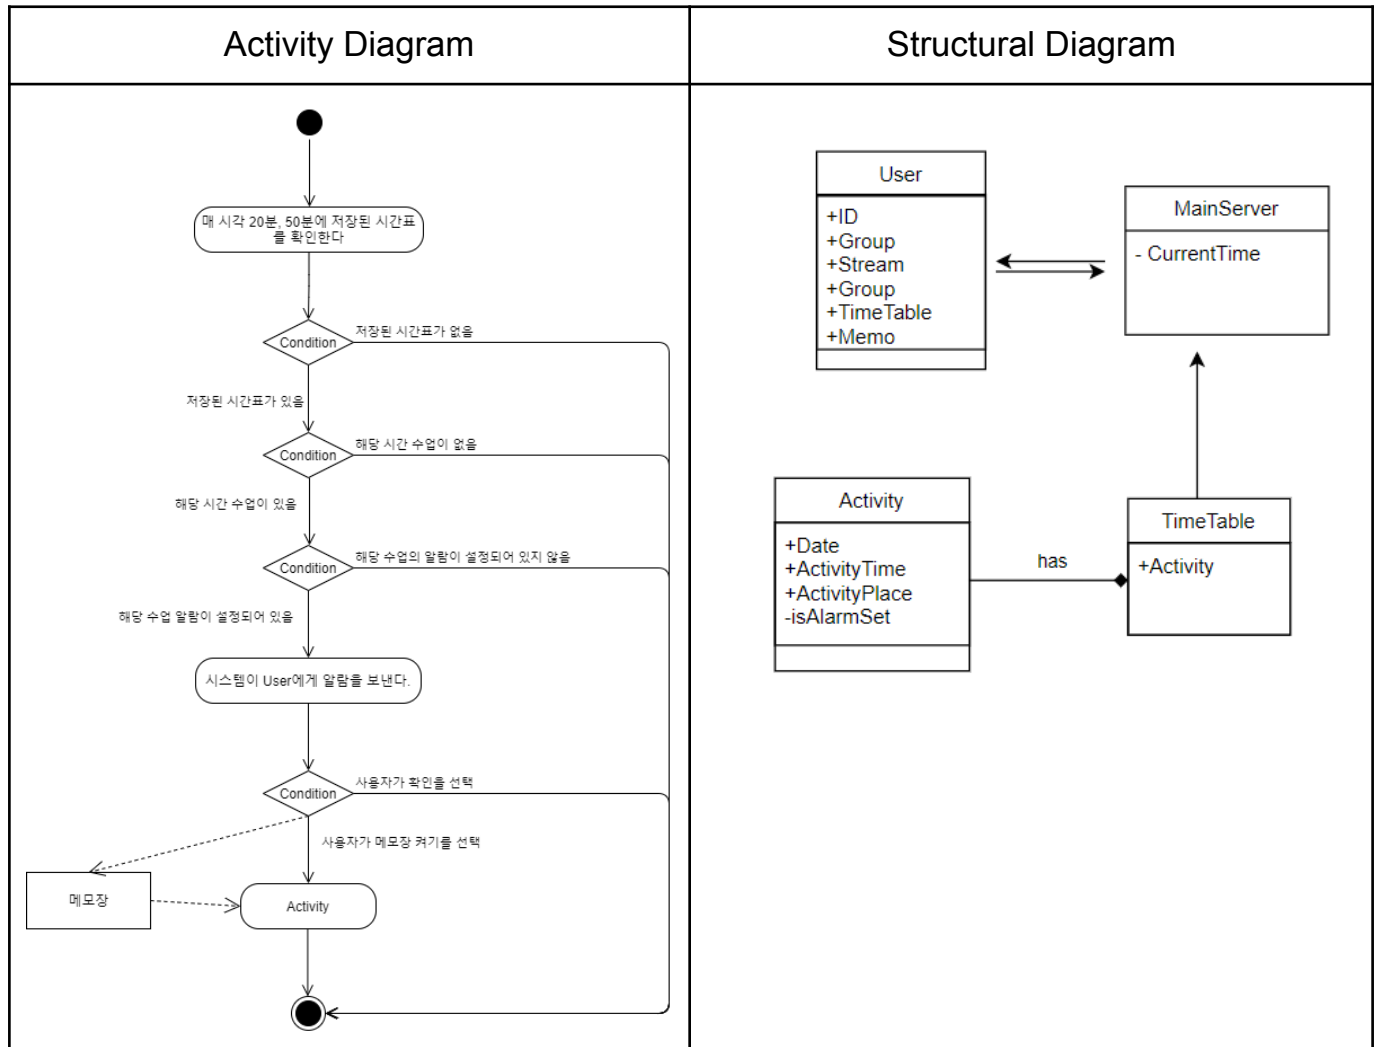 Activity Diagram
Structural Diagram
매 시각 20분, 50분에 저장된 시간표
를 확인한다
Condition
저장된 시간표가 없음
저장된 시간표가 있음
Condition
해당 시간 수업이 없음
해당 시간 수업이 있음
Condition
해당 수업의 알람이 설정되어 있지 않음
해당 수업 알람이 설정되어 있음
시스템이 User에게 알람을 보낸다.
Condition
사용자가 확인을 선택
사용자가 메모장 켜기를 선택
메모장
Activity
User
+ID
+Group
+Stream
+Group
+TimeTable
+Memo
MainServer
- CurrentTime
Activity
+Date
+ActivityTime
+ActivityPlace
-isAlarmSet
has
TimeTable
+Activity